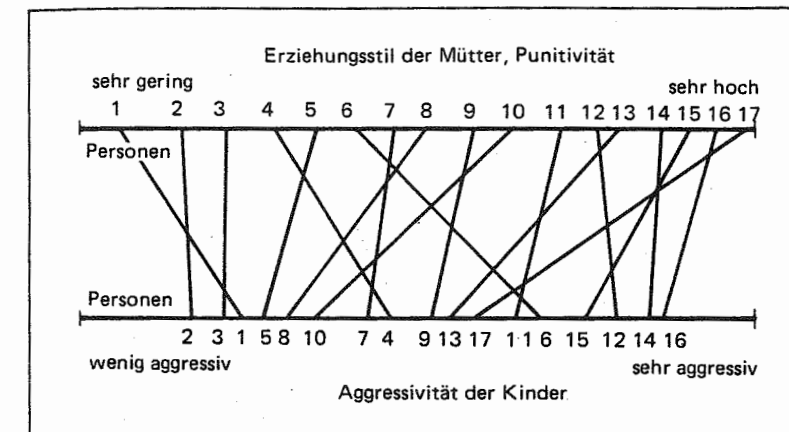 Erziehungsstil der Mütter, Punitivität
sehr gering sehr hoch
1 2 3 4 5 6 7 8 9 10 11 12 13 14 15 16 17
Personen
Personen
2 3 1 5 8 10 7 4 9 13 17 11 6 15 12 14 16
wenig aggressiv sehr aggressiv
Aggressivität der Kinder